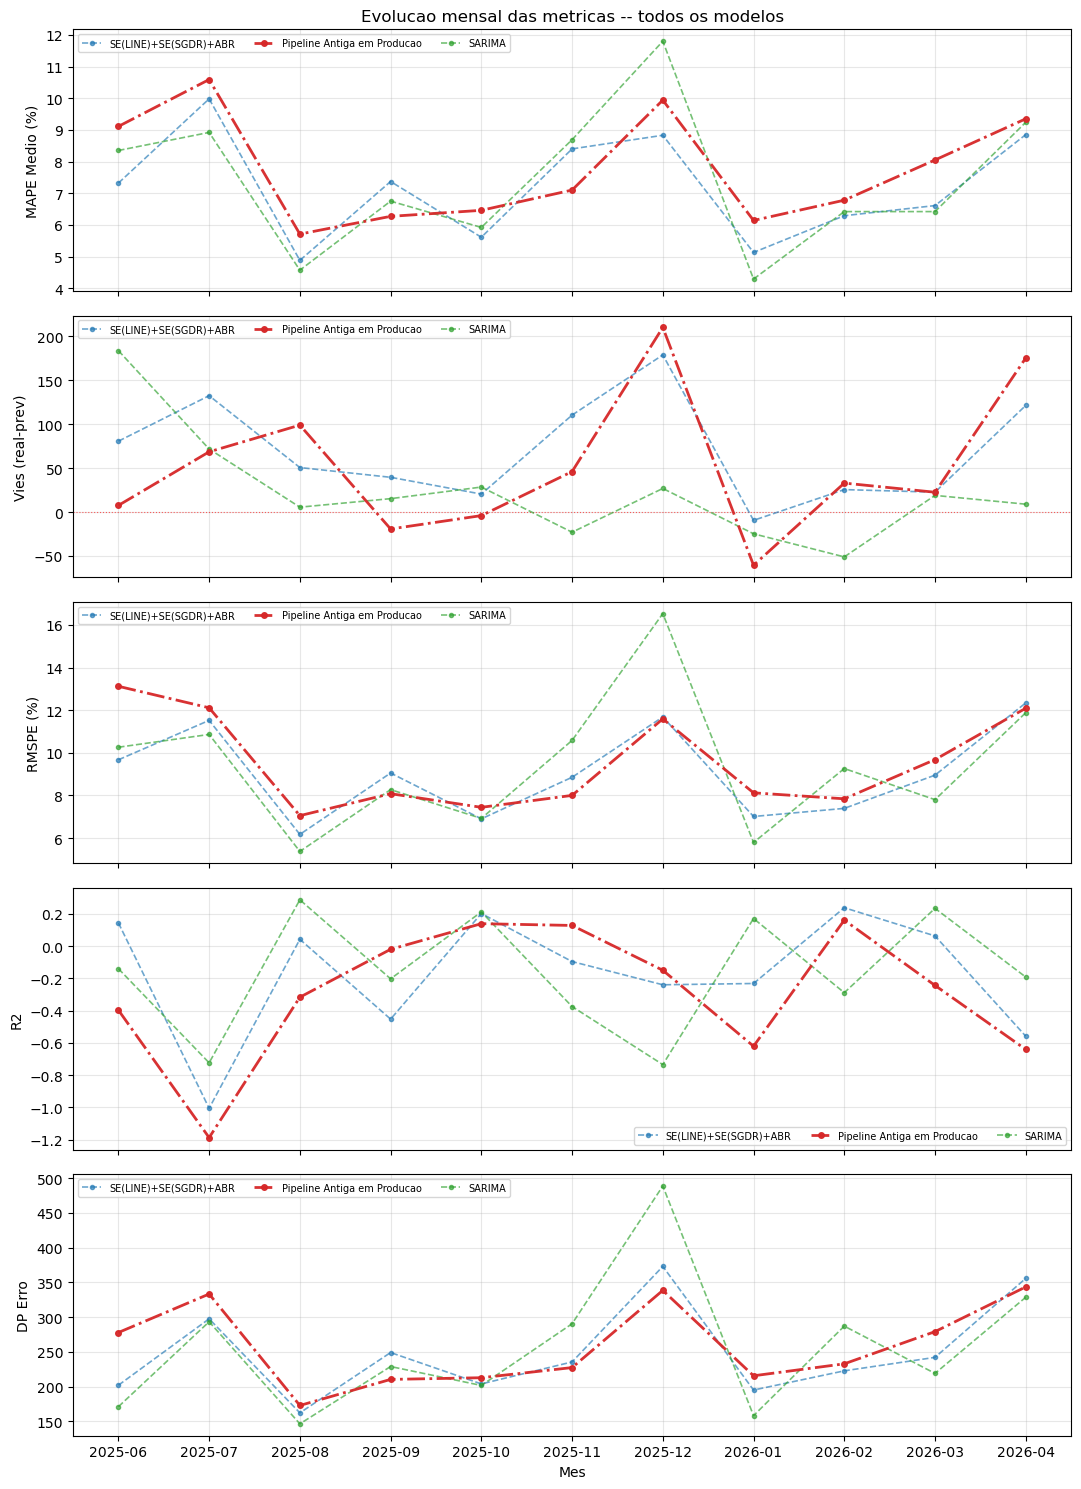 Evolucao mensal das metricas -- todos os modelos
SE(LINE)+SE(SGDR)+ABR Pipeline Antiga em Producao SARIMA
MAPE Medio (%)
12
11
10
9
8
7
6
5
4
SE(LINE)+SE(SGDR)+ABR Pipeline Antiga em Producao SARIMA
Vies (real-prev)
200
150
100
50
0
−50
SE(LINE)+SE(SGDR)+ABR Pipeline Antiga em Producao SARIMA
RMSPE (%)
16
14
12
10
8
6
R2
0.2
0.0
−0.2
−0.4
−0.6
−0.8
−1.0
−1.2
SE(LINE)+SE(SGDR)+ABR Pipeline Antiga em Producao SARIMA
SE(LINE)+SE(SGDR)+ABR Pipeline Antiga em Producao SARIMA
DP Erro
500
450
400
350
300
250
200
150
2025-06 2025-07 2025-08 2025-09 2025-10 2025-11 2025-12 2026-01 2026-02 2026-03 2026-04
Mes